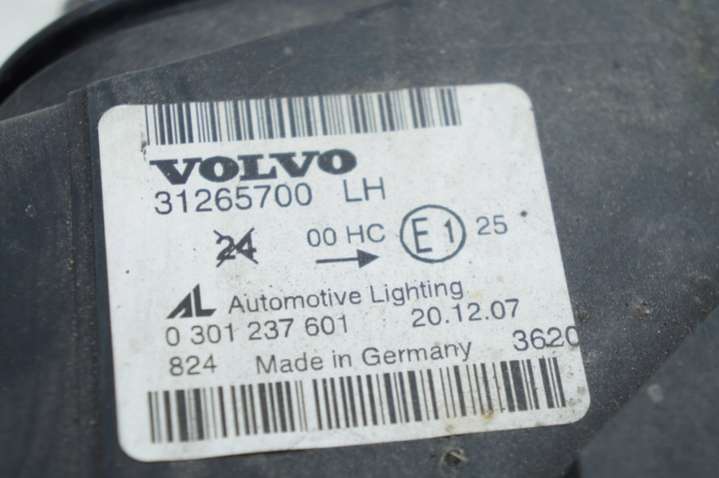 VOLVO
31265700 LH
24 00 HC E1 25
AL Automotive Lighting
0 301 237 601 20.12.07
824 Made in Germany 3620